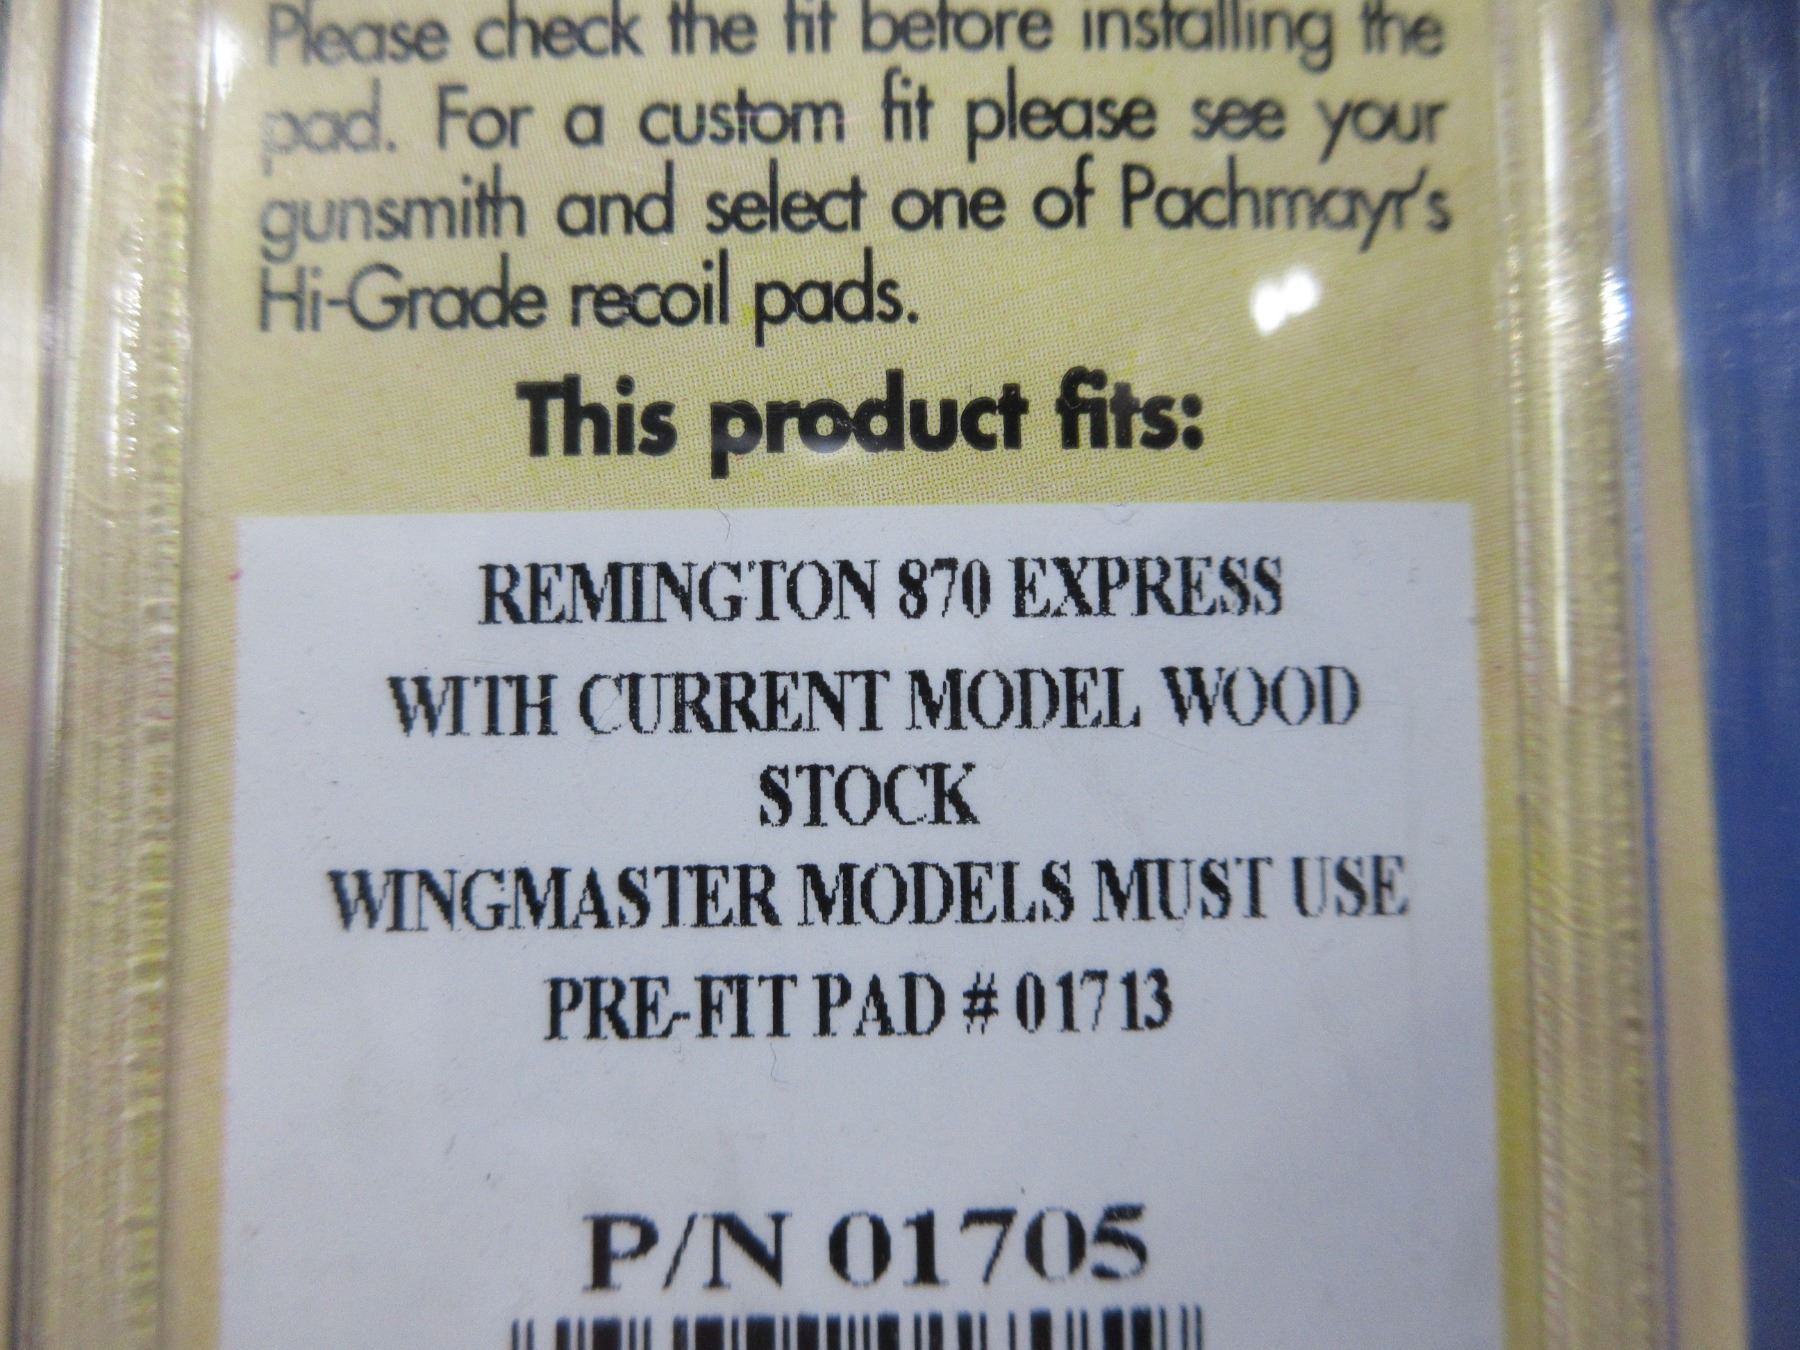 Please check the fit before installing the
pad. For a custom fit please see your
gunsmith and select one of Pachmayr's
Hi-Grade recoil pads.
This product fits:
REMINGTON 870 EXPRESS
WITH CURRENT MODEL WOOD
STOCK
WINGMASTER MODELS MUST USE
PRE-FIT PAD # 01713
P/N 01705